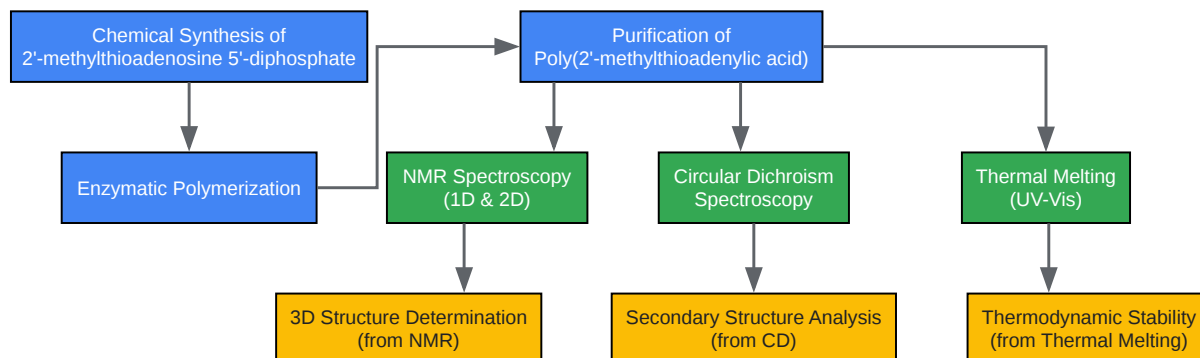 Chemical Synthesis of
2'-methylthioadenosine 5'-diphosphate
Purification of
Poly(2'-methylthioadenylic acid)
Enzymatic Polymerization
NMR Spectroscopy
(1D & 2D)
Circular Dichroism
Spectroscopy
Thermal Melting
(UV-Vis)
3D Structure Determination
(from NMR)
Secondary Structure Analysis
(from CD)
Thermodynamic Stability
(from Thermal Melting)